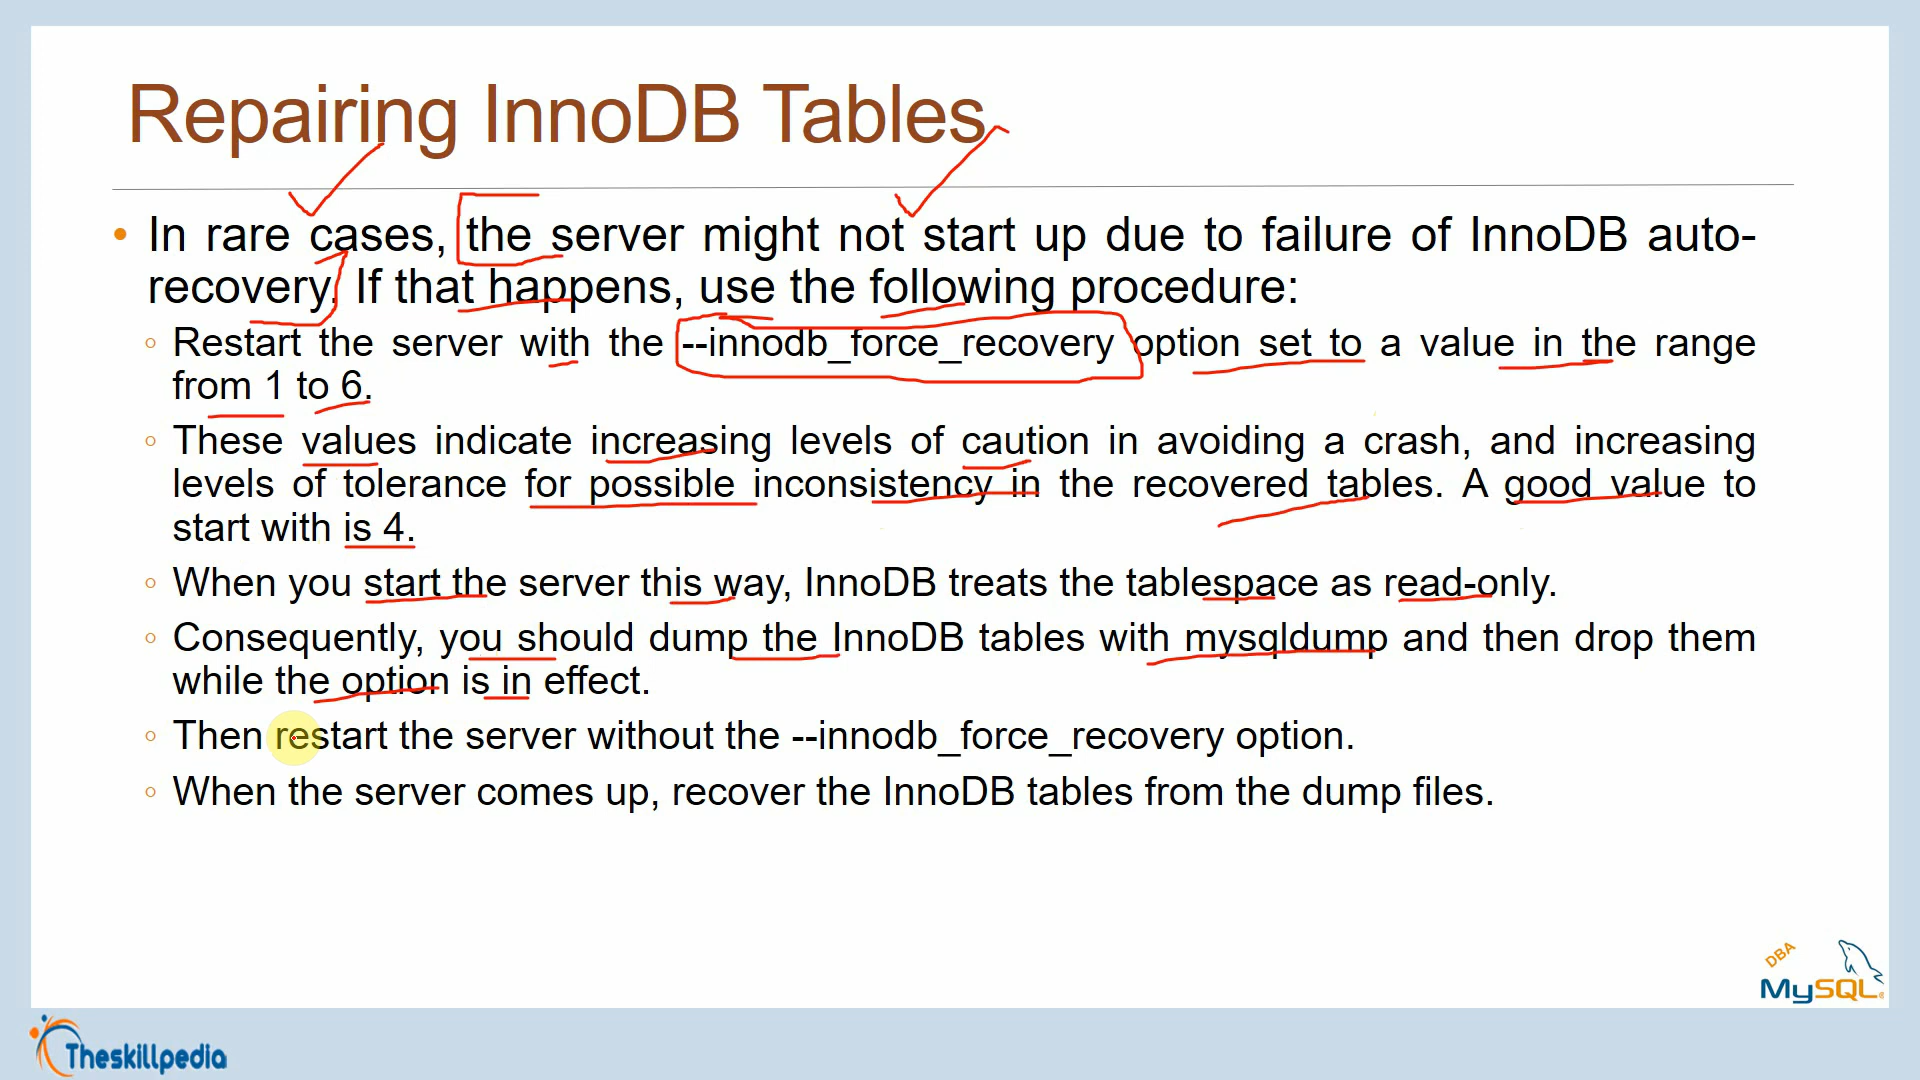 Repairing InnoDB Tables
• In rare cases, the server might not start up due to failure of InnoDB auto-
recovery. If that happens, use the following procedure:
◦ Restart the server with the --innodb_force_recovery option set to a value in the range
from 1 to 6.
◦ These values indicate increasing levels of caution in avoiding a crash, and increasing
levels of tolerance for possible inconsistency in the recovered tables. A good value to
start with is 4.
◦ When you start the server this way, InnoDB treats the tablespace as read-only.
◦ Consequently, you should dump the InnoDB tables with mysqldump and then drop them
while the option is in effect.
◦ Then restart the server without the --innodb_force_recovery option.
◦ When the server comes up, recover the InnoDB tables from the dump files.
DBA
MySQL®
Theskillpedia